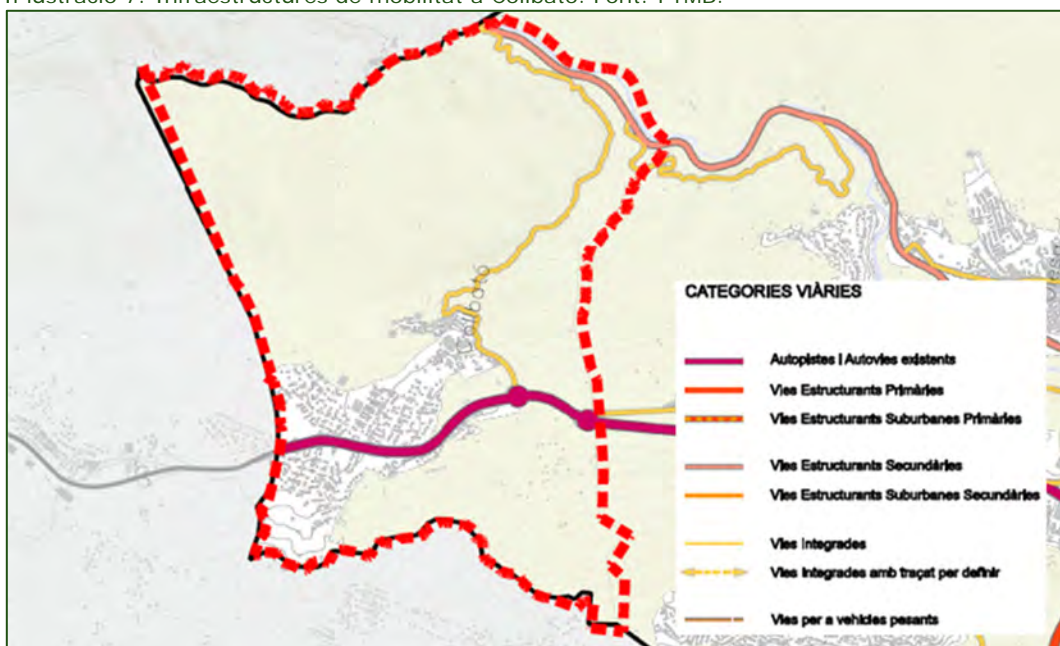 Il·lustració 7. Infraestructures de mobilitat a Collbató. Font: PTMB.
Collbató
CATEGORIES VIÀRIES
Autopistes i Autovies existents
Vies Estructurants Primàries
Vies Estructurants Suburbanes Primàries
Vies Estructurants Secundàries
Vies Estructurants Suburbanes Secundàries
Vies Integrades
Vies Integrades amb traçat per definir
Vies per a vehicles pesants